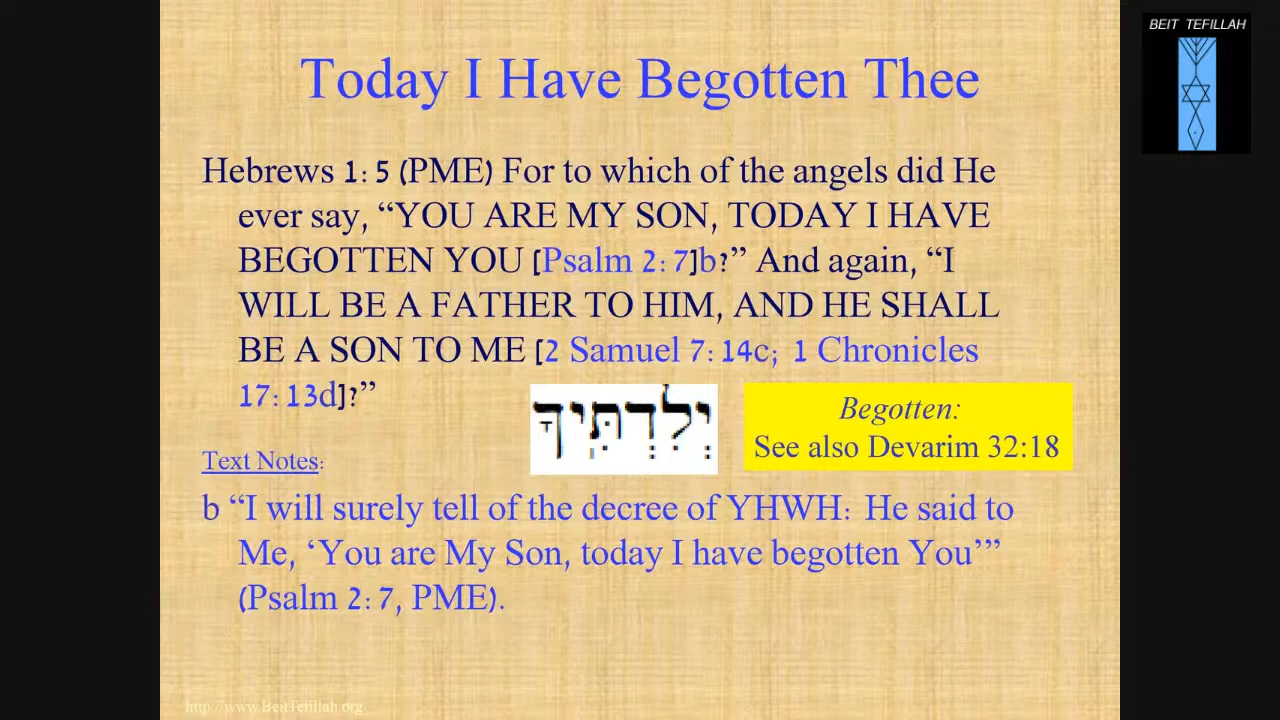 BEIT TEFILLAH
Today I Have Begotten Thee
Hebrews 1:5 (PME) For to which of the angels did He
ever say, “YOU ARE MY SON, TODAY I HAVE
BEGOTTEN YOU [Psalm 2:7]b?” And again, “I
WILL BE A FATHER TO HIM, AND HE SHALL
BE A SON TO ME [2 Samuel 7:14c; 1 Chronicles
17:13d]?”
יְלִדְתִּיךָ
Begotten:
See also Devarim 32:18
Text Notes:
b “I will surely tell of the decree of YHWH: He said to
Me, ‘You are My Son, today I have begotten You’”
(Psalm 2:7, PME).
http://www.BeitTefillah.org